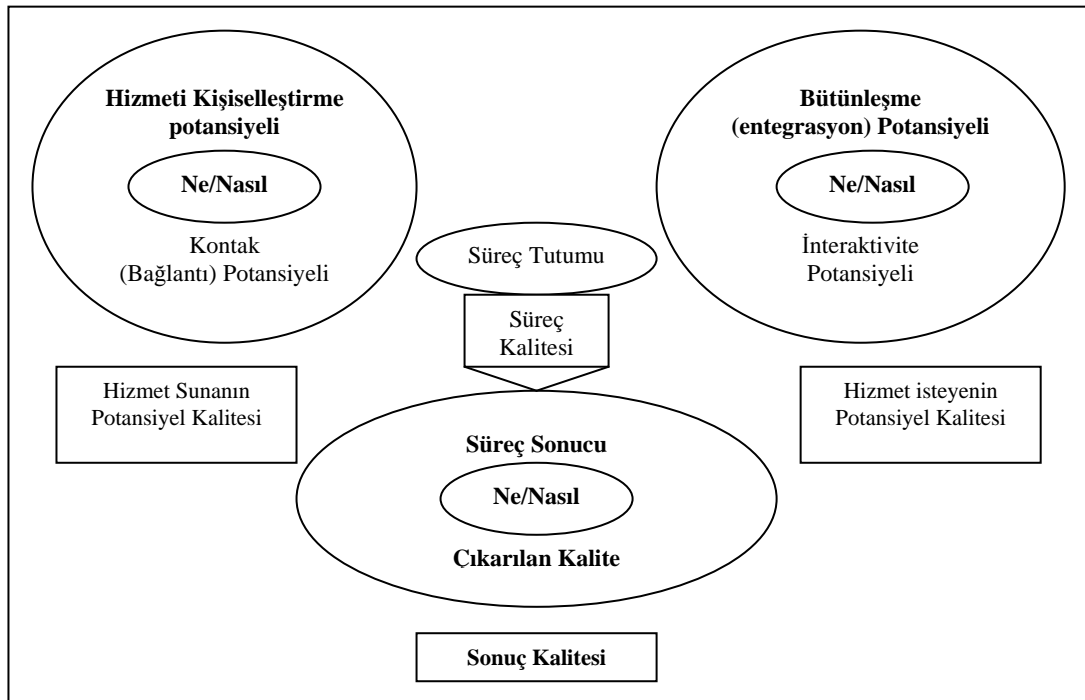 Hizmeti Kişiselleştirme
potansiyeli
Ne/Nasıl
Kontak
(Bağlantı) Potansiyeli
Bütünleşme
(entegrasyon) Potansiyeli
Ne/Nasıl
İnteraktivite
Potansiyeli
Süreç Tutumu
Süreç
Kalitesi
Hizmet Sunanın
Potansiyel Kalitesi
Hizmet isteyenin
Potansiyel Kalitesi
Süreç Sonucu
Ne/Nasıl
Çıkarılan Kalite
Sonuç Kalitesi